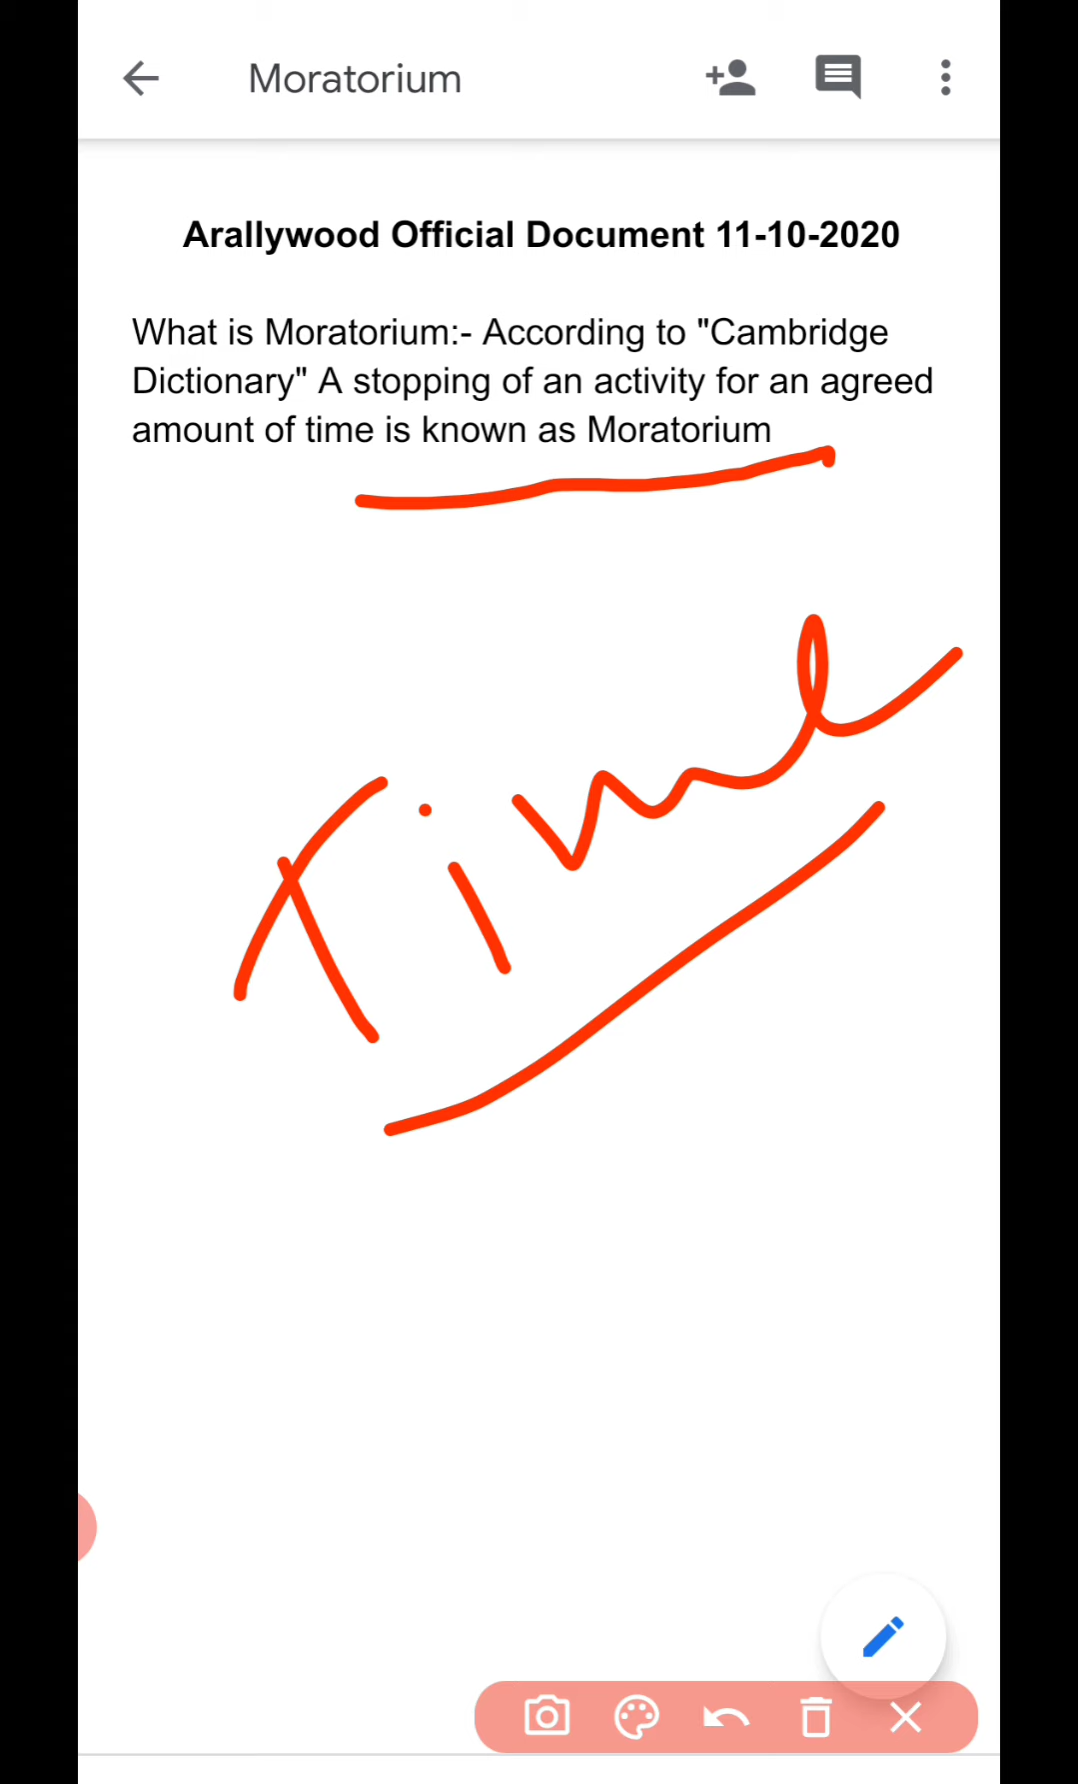 Moratorium
Arallywood Official Document 11-10-2020
What is Moratorium:- According to "Cambridge
Dictionary" A stopping of an activity for an agreed
amount of time is known as Moratorium
Time